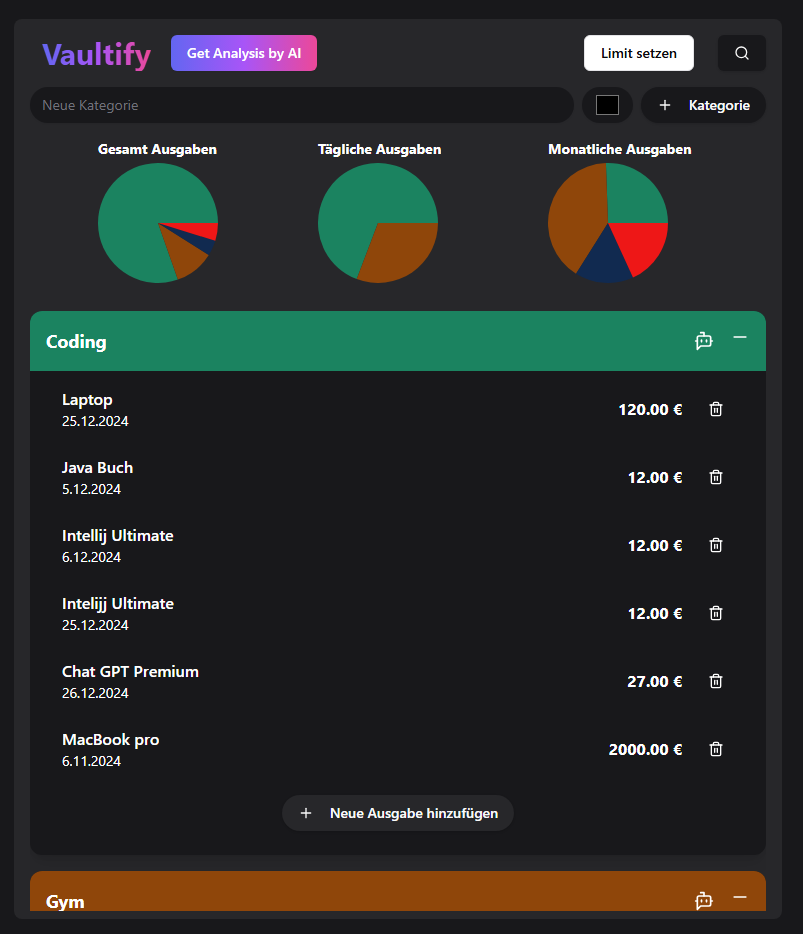 Vaultify
Get Analysis by AI
Limit setzen
Neue Kategorie
Kategorie
Gesamt Ausgaben
Tägliche Ausgaben
Monatliche Ausgaben
Coding
Laptop
120.00 €
25.12.2024
Java Buch
12.00 €
5.12.2024
Intellij Ultimate
12.00 €
6.12.2024
Intelijj Ultimate
12.00 €
25.12.2024
Chat GPT Premium
27.00 €
26.12.2024
MacBook pro
2000.00 €
6.11.2024
Neue Ausgabe hinzufügen
Gym